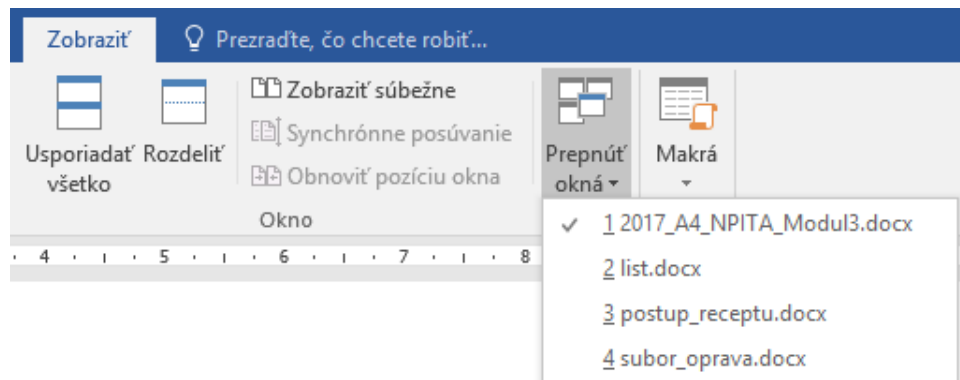 Zobraziť
Prezraďte, čo chcete robiť...
Usporiadať
všetko
Rozdeliť
Zobraziť súbežne
Synchrónne posúvanie
Obnoviť pozíciu okna
Prepnúť
okná
Makrá
Okno
4 5 6 7 8
1 2017_A4_NPITA_Modul3.docx
2 list.docx
3 postup_receptu.docx
4 subor_oprava.docx